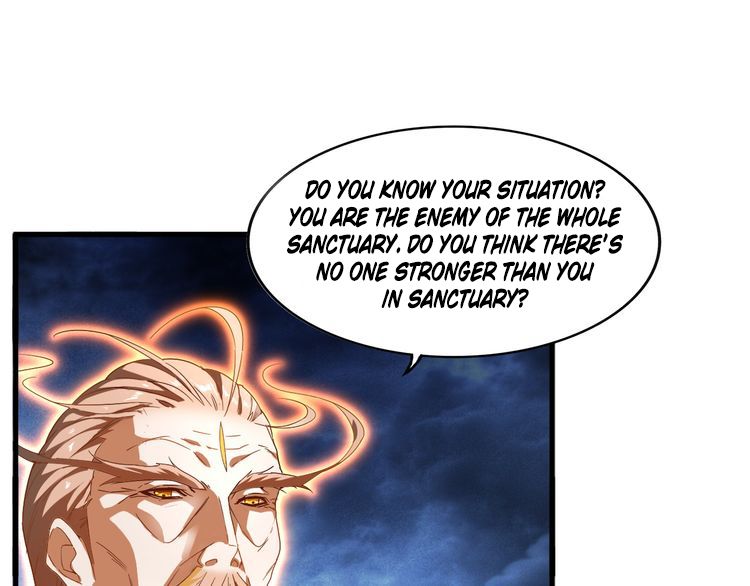 DO YOU KNOW YOUR SITUATION?
YOU ARE THE ENEMY OF THE WHOLE
SANCTUARY. DO YOU THINK THERE'S
NO ONE STRONGER THAN YOU
IN SANCTUARY?